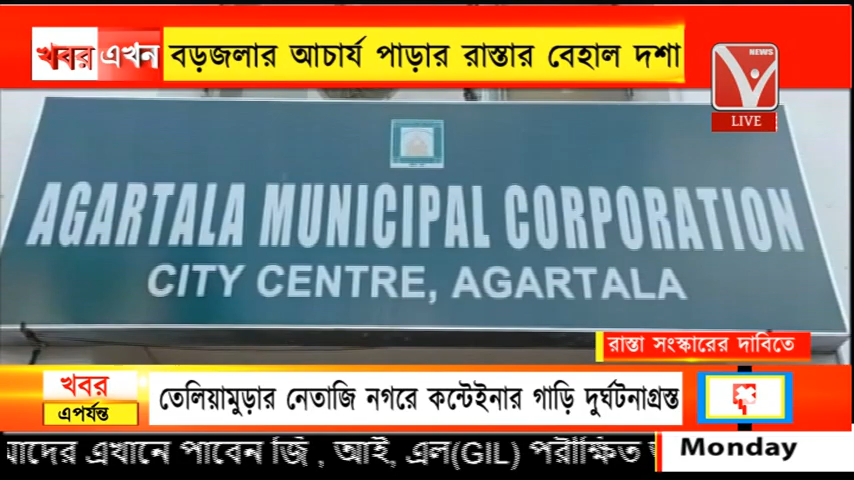 খবর এখন
বড়জলার আচার্য পাড়ার রাস্তার বেহাল দশা
NEWS
V
LIVE
AGARTALA MUNICIPAL CORPORATION
CITY CENTRE, AGARTALA
রাস্তা সংস্কারের দাবিতে
খবর
এপর্যন্ত
তেলিয়ামুড়ার নেতাজি নগরে কন্টেইনার গাড়ি দুর্ঘটনাগ্রস্ত
এখানে পাবেন জি, আই, এল(GIL) পরীক্ষিত
Monday